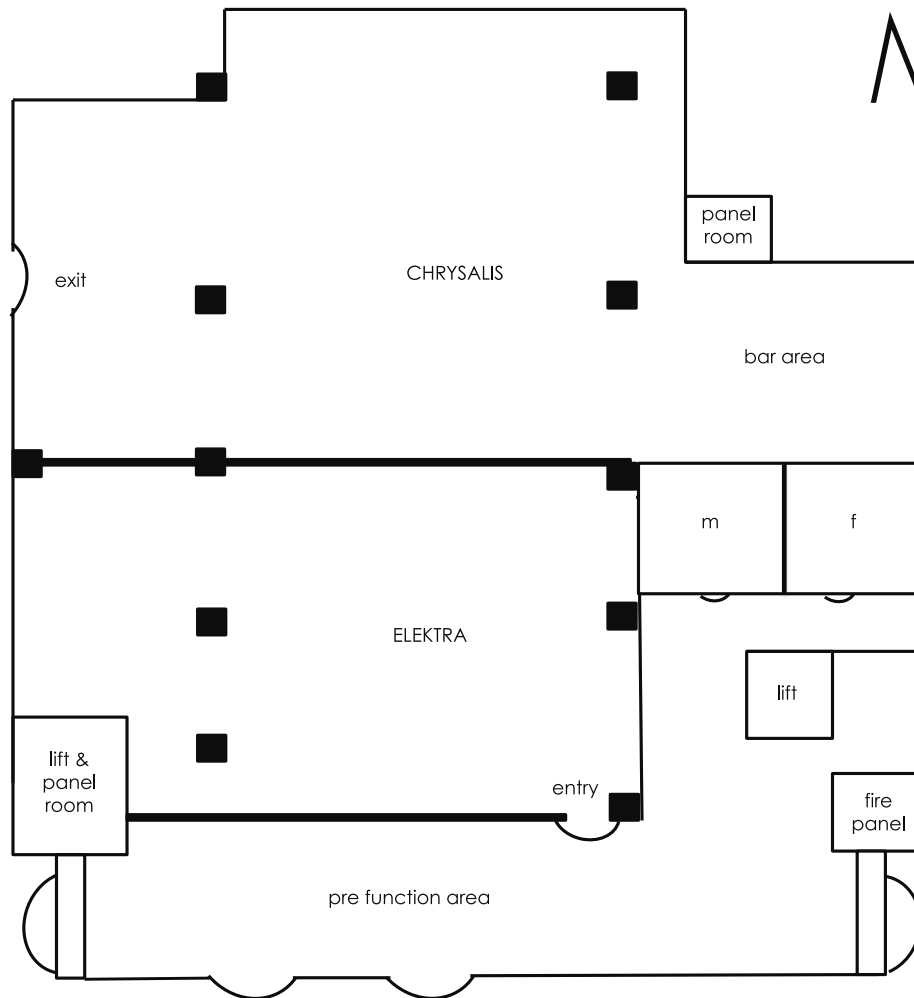 panel
room
exit
CHRYSALIS
bar area
m
f
ELEKTRA
lift
lift &
panel
room
entry
fire
panel
pre function area